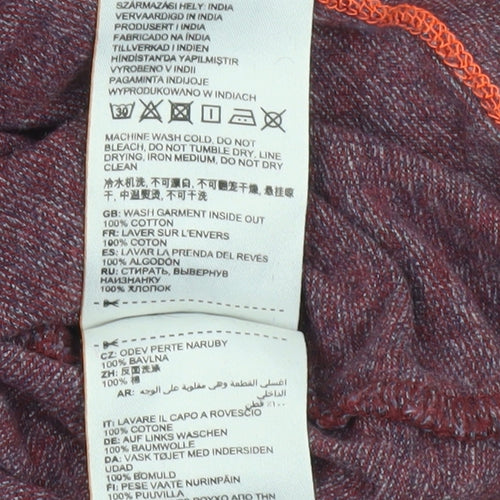 SZÁRMAZÁSI HELY: INDIA
VERVAARDIGD IN INDIA
PRODUSERT I INDIA
FABRICADO NA ÍNDIA
TILLVERKAD I INDIEN
HİNDİSTAN'DA YAPILMIŞTIR
VYROBENO V INDII
PAGAMINTA INDIJOJE
WYPRODUKOWANO W INDIACH
30
MACHINE WASH COLD, DO NOT
BLEACH, DO NOT TUMBLE DRY, LINE
DRYING, IRON MEDIUM, DO NOT DRY
CLEAN
冷水机洗, 不可漂白, 不可翻笼干燥, 悬挂晾
干, 中温熨烫, 不可干洗
GB: WASH GARMENT INSIDE OUT
100% COTTON
FR: LAVER SUR L'ENVERS
100% COTON
ES: LAVAR LA PRENDA DEL REVÉS
100% ALGODÓN
RU: СТИРАТЬ, ВЫВЕРНУВ
НАИЗНАНКУ
100% ХЛОПОК
CZ: ODĚV PERTE NARUBY
100% BAVLNA
ZH: 反面洗涤
100% 棉
AR: اغسلي القطعة وهي مقلوبة على الوجه
الداخلي
١٠٠٪ قطن
IT: LAVARE IL CAPO A ROVESCIO
100% COTONE
DE: AUF LINKS WASCHEN
100% BAUMWOLLE
DA: VASK TØJET MED INDERSIDEN
UDAD
100% BOMULD
FI: PESE VAATE NURINPÄIN
100% PUUVILLA